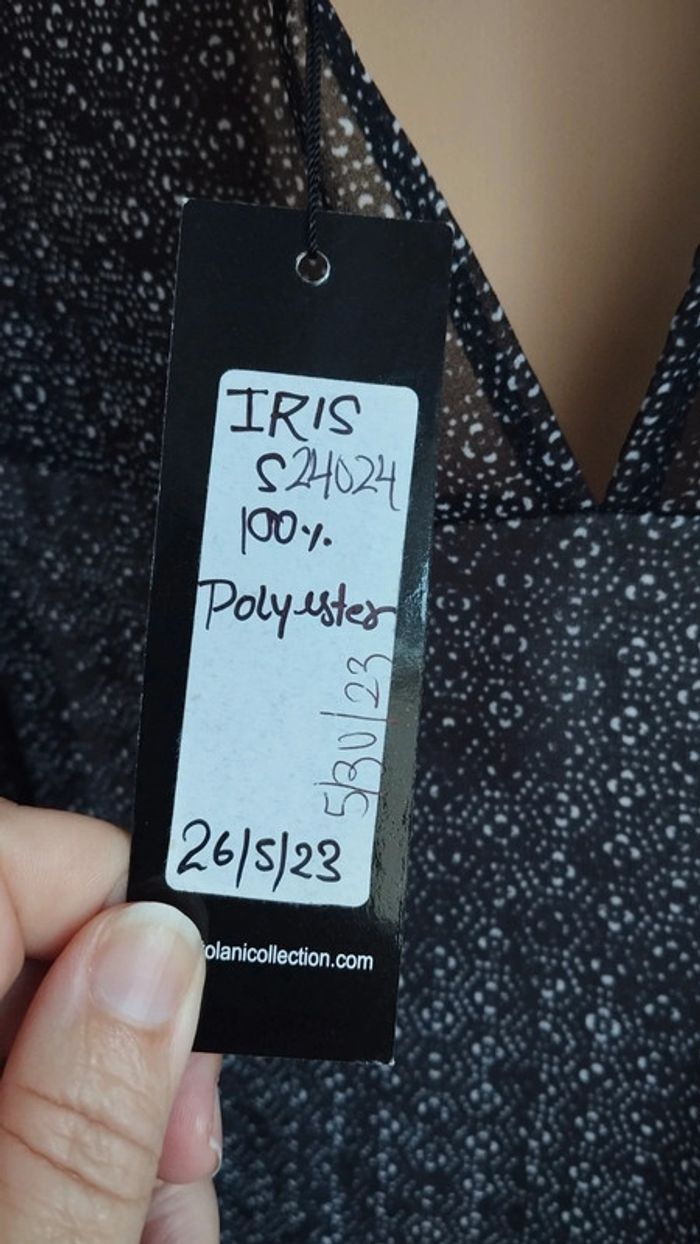 IRIS
S24024
100%
Polyester
5/30/23
26/5/23
olanicollection.com